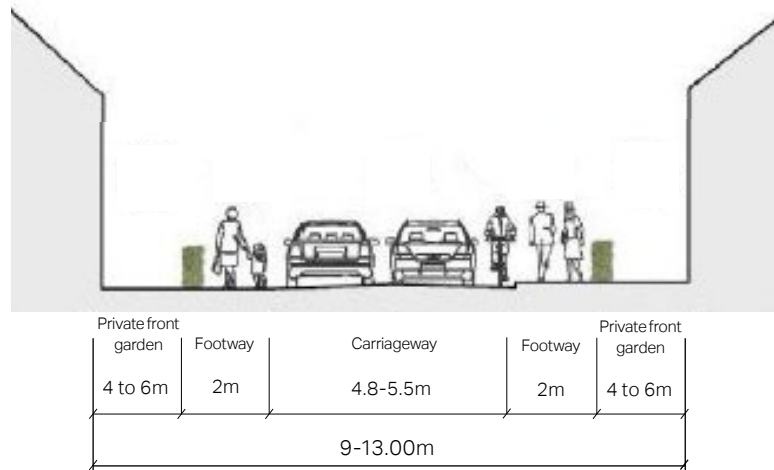 Private front
garden
Footway
Carriageway
Footway
Private front
garden
4 to 6m
2m
4.8-5.5m
2m
4 to 6m
9-13.00m